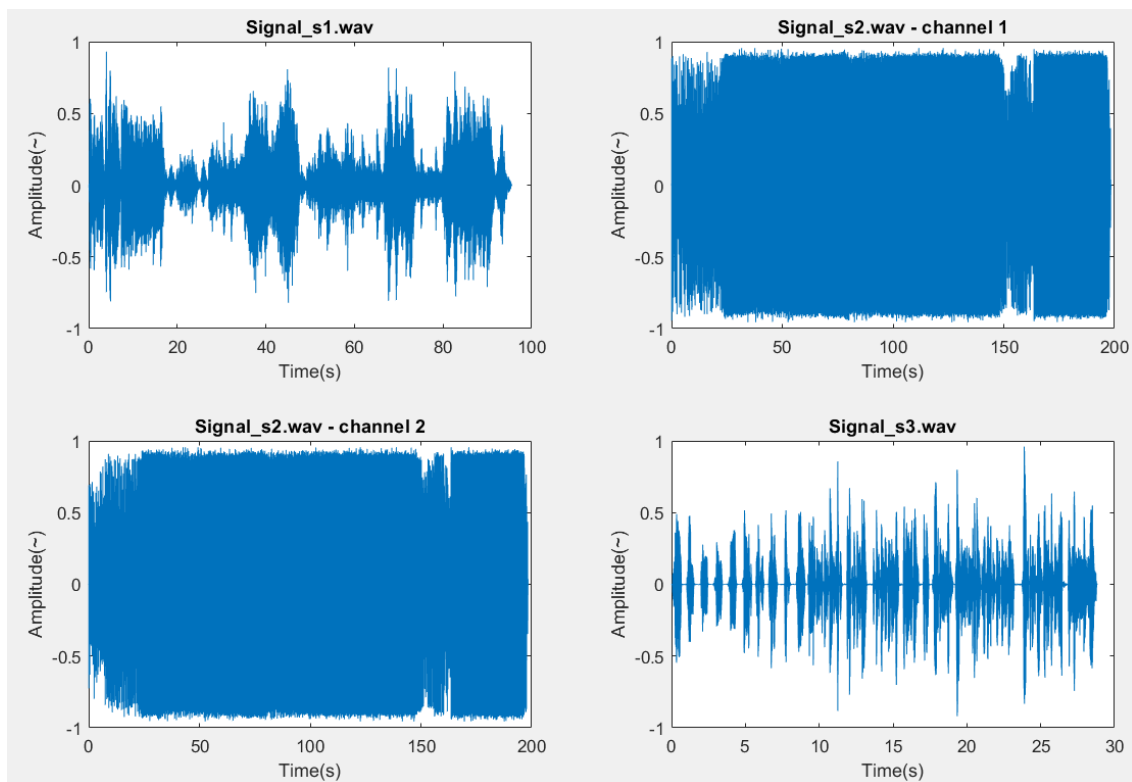 Signal_s1.wav
1
0.5
0
-0.5
-1
Amplitude(~)
0 20 40 60 80 100
Time(s)
Signal_s2.wav - channel 1
1
0.5
0
-0.5
-1
Amplitude(~)
0 50 100 150 200
Time(s)
Signal_s2.wav - channel 2
1
0.5
0
-0.5
-1
Amplitude(~)
0 50 100 150 200
Time(s)
Signal_s3.wav
1
0.5
0
-0.5
-1
Amplitude(~)
0 5 10 15 20 25 30
Time(s)